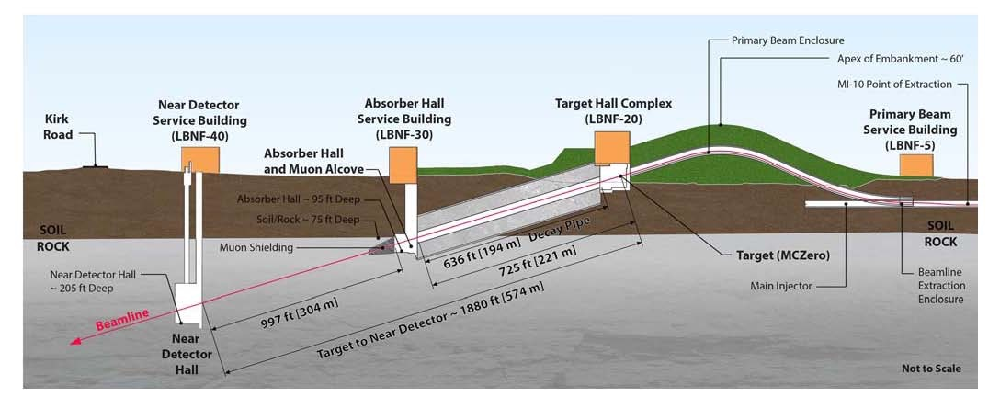 Primary Beam Enclosure
Apex of Embankment ~ 60'
MI-10 Point of Extraction
Near Detector
Service Building
(LBNF-40)
Absorber Hall
Service Building
(LBNF-30)
Target Hall Complex
(LBNF-20)
Primary Beam
Service Building
(LBNF-5)
Kirk
Road
Absorber Hall
and Muon Alcove
Absorber Hall ~ 95 ft Deep
Soil/Rock ~ 75 ft Deep
Muon Shielding
SOIL
ROCK
SOIL
ROCK
Near Detector Hall
~ 205 ft Deep
636 ft [194 m] Decay Pipe
725 ft [221 m]
Target (MCZero)
Main Injector
Beamline
Extraction
Enclosure
997 ft [304 m]
Target to Near Detector ~ 1880 ft [574 m]
Beamline
Near
Detector
Hall
Not to Scale